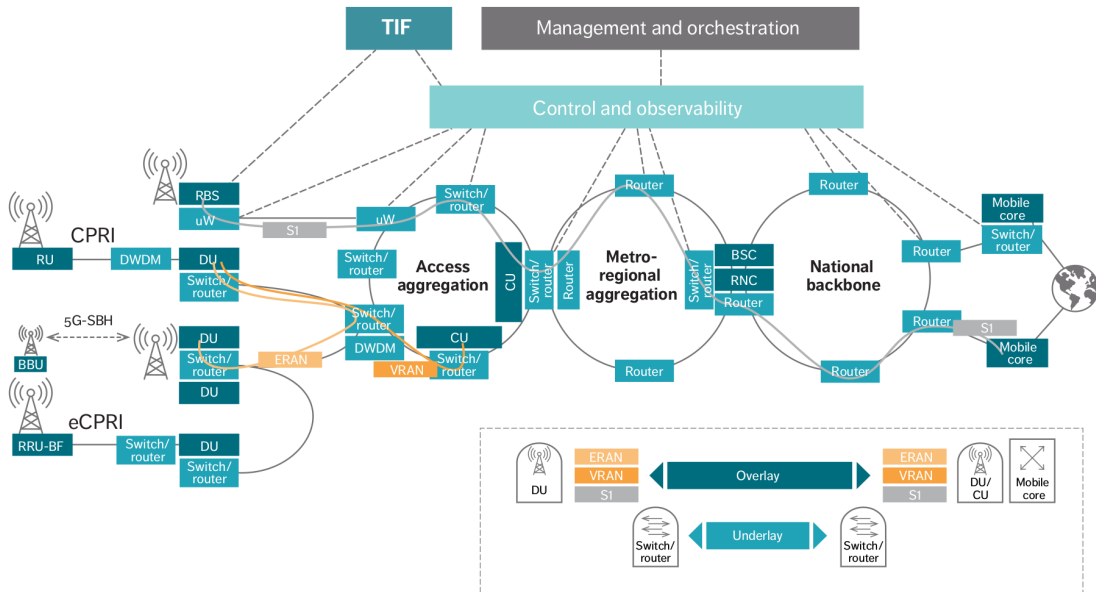 TIF
Management and orchestration
Control and observability
RBS
uW
S1
uW
Switch/
router
Router
Router
Mobile
core
Switch/
router
CPRI
RU
DWDM
DU
Switch/
router
Switch/
router
Access
aggregation
CU
Switch/
router
Router
Metro-
regional
aggregation
Switch/
router
BSC
RNC
Router
National
backbone
Router
5G-SBH
BBU
DU
Switch/
router
DU
ERAN
Switch/
router
DWDM
VRAN
CU
Switch/
router
Router
Router
Router
S1
Mobile
core
eCPRI
RRU-BF
Switch/
router
DU
Switch/
router
DU
ERAN
VRAN
S1
Overlay
ERAN
VRAN
S1
DU/
CU
Mobile
core
Switch/
router
Underlay
Switch/
router